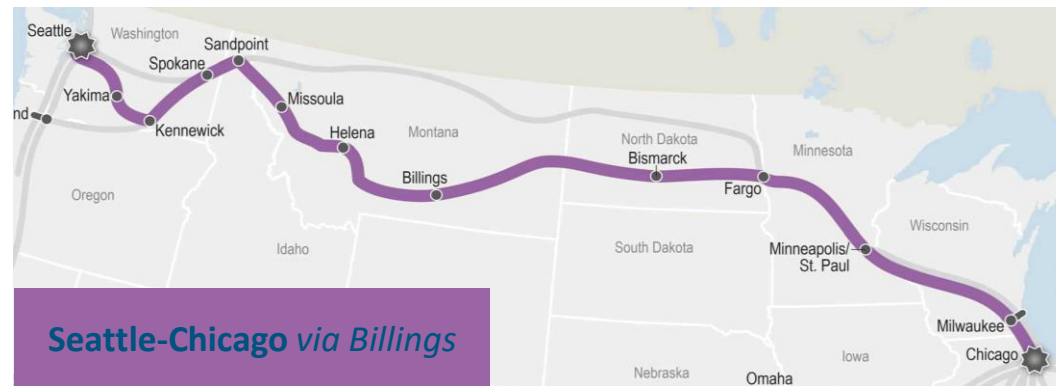 Seattle
Washington
Sandpoint
Spokane
Yakima
Missoula
nd
Kennewick
Helena
Montana
North Dakota
Bismarck
Minnesota
Billings
Fargo
Oregon
Wisconsin
Idaho
South Dakota
Minneapolis/
St. Paul
Milwaukee
Seattle-Chicago via Billings
Iowa
Chicago
Nebraska
Omaha